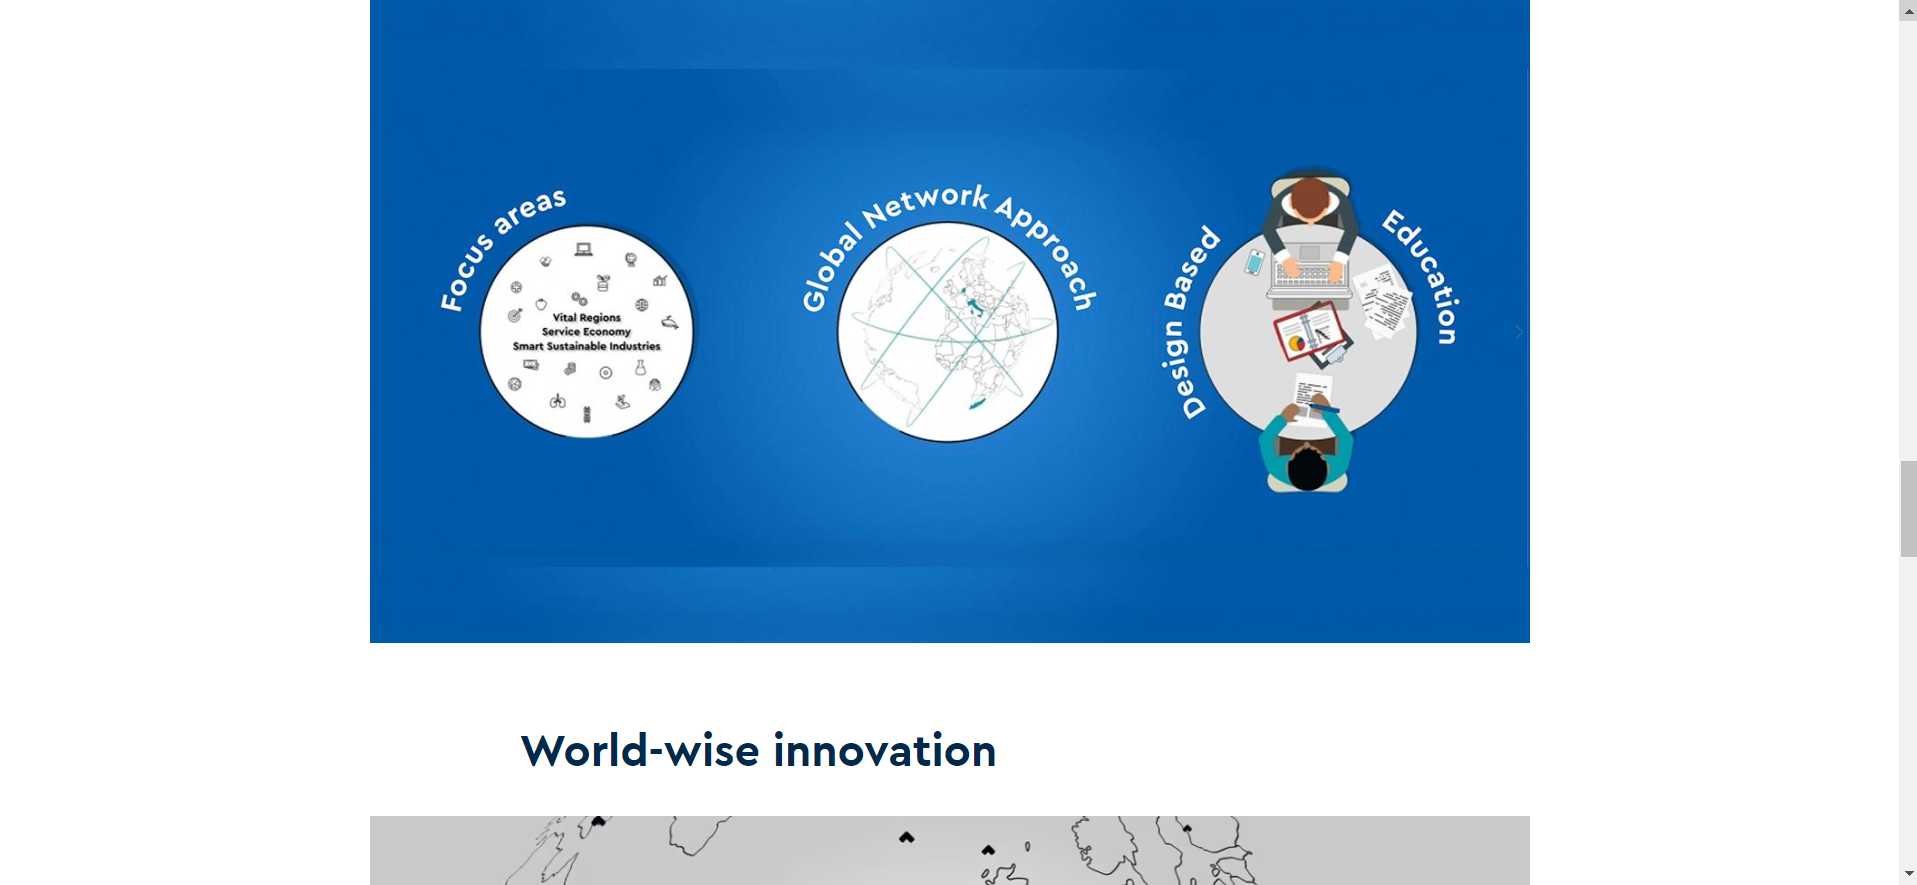 Focus areas
Vital Regions
Service Economy
Smart Sustainable Industries
Global Network Approach
Design Based Education
World-wise innovation